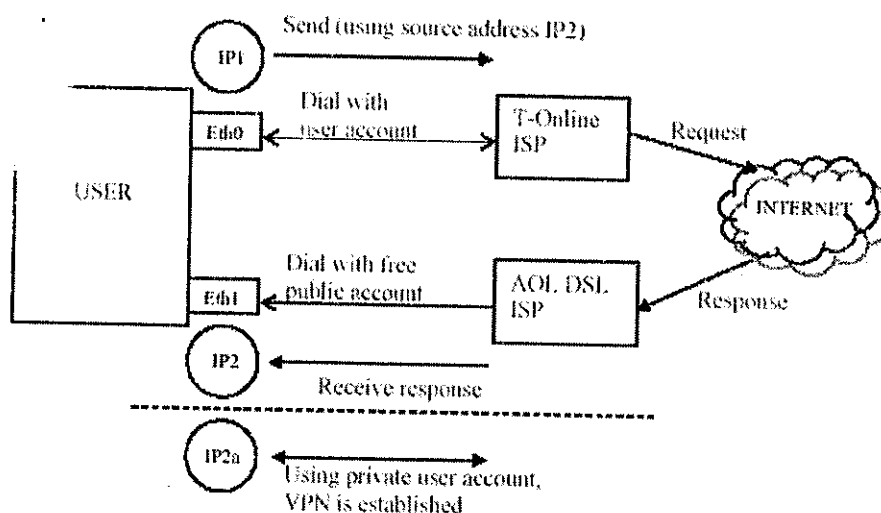 Send (using source address IP2)
IP1
Dial with
user account
Eth0
T-Online
ISP
Request
USER
INTERNET
Dial with free
public account
Eth1
AOL DSL
ISP
Response
IP2
Receive response
IP2a
Using private user account,
VPN is established